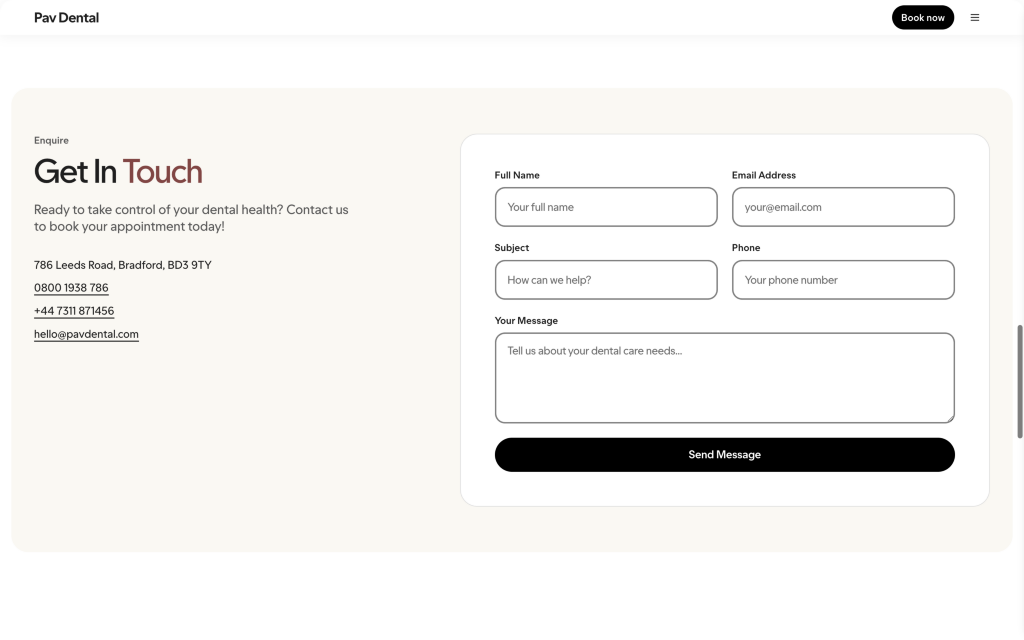 Pav Dental
Book now
Enquire
Get In Touch
Ready to take control of your dental health? Contact us
to book your appointment today!
786 Leeds Road, Bradford, BD3 9TY
0800 1938 786
+44 7311 871456
hello@pavdental.com
Full Name
Your full name
Email Address
your@email.com
Subject
How can we help?
Phone
Your phone number
Your Message
Tell us about your dental care needs...
Send Message